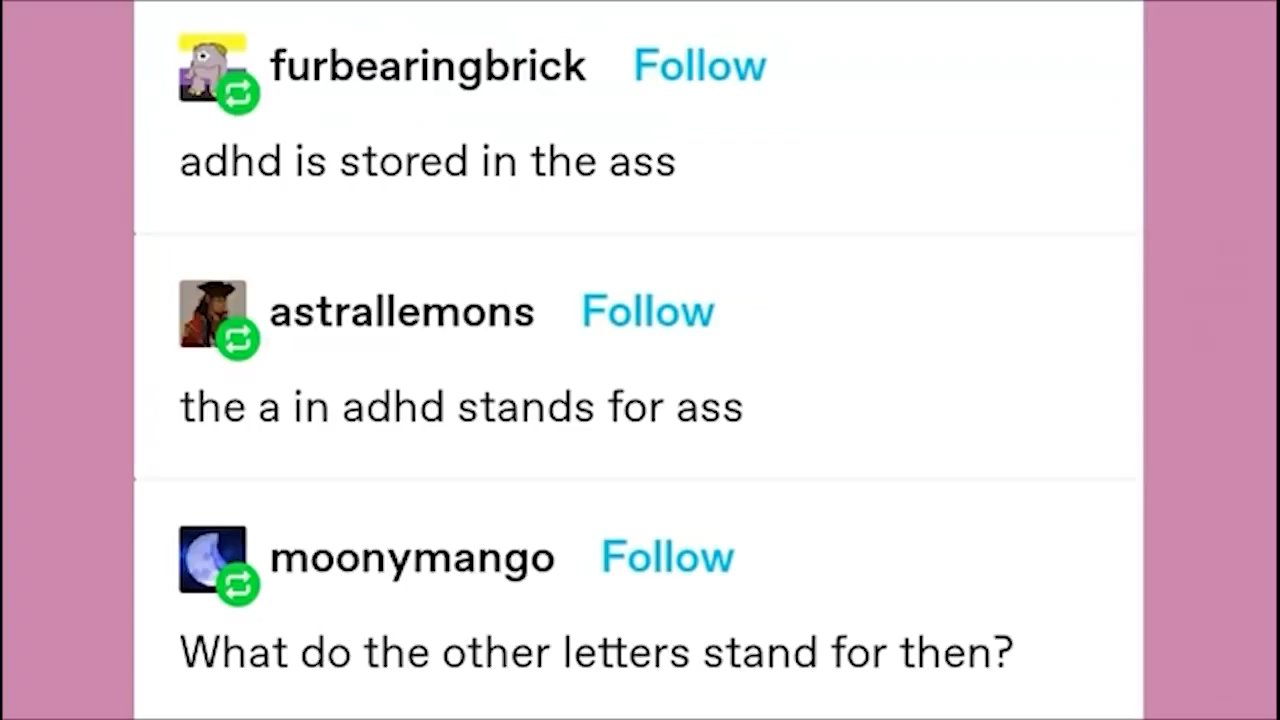 furbearingbrick Follow
adhd is stored in the ass
astrallemons Follow
the a in adhd stands for ass
moonymango Follow
What do the other letters stand for then?